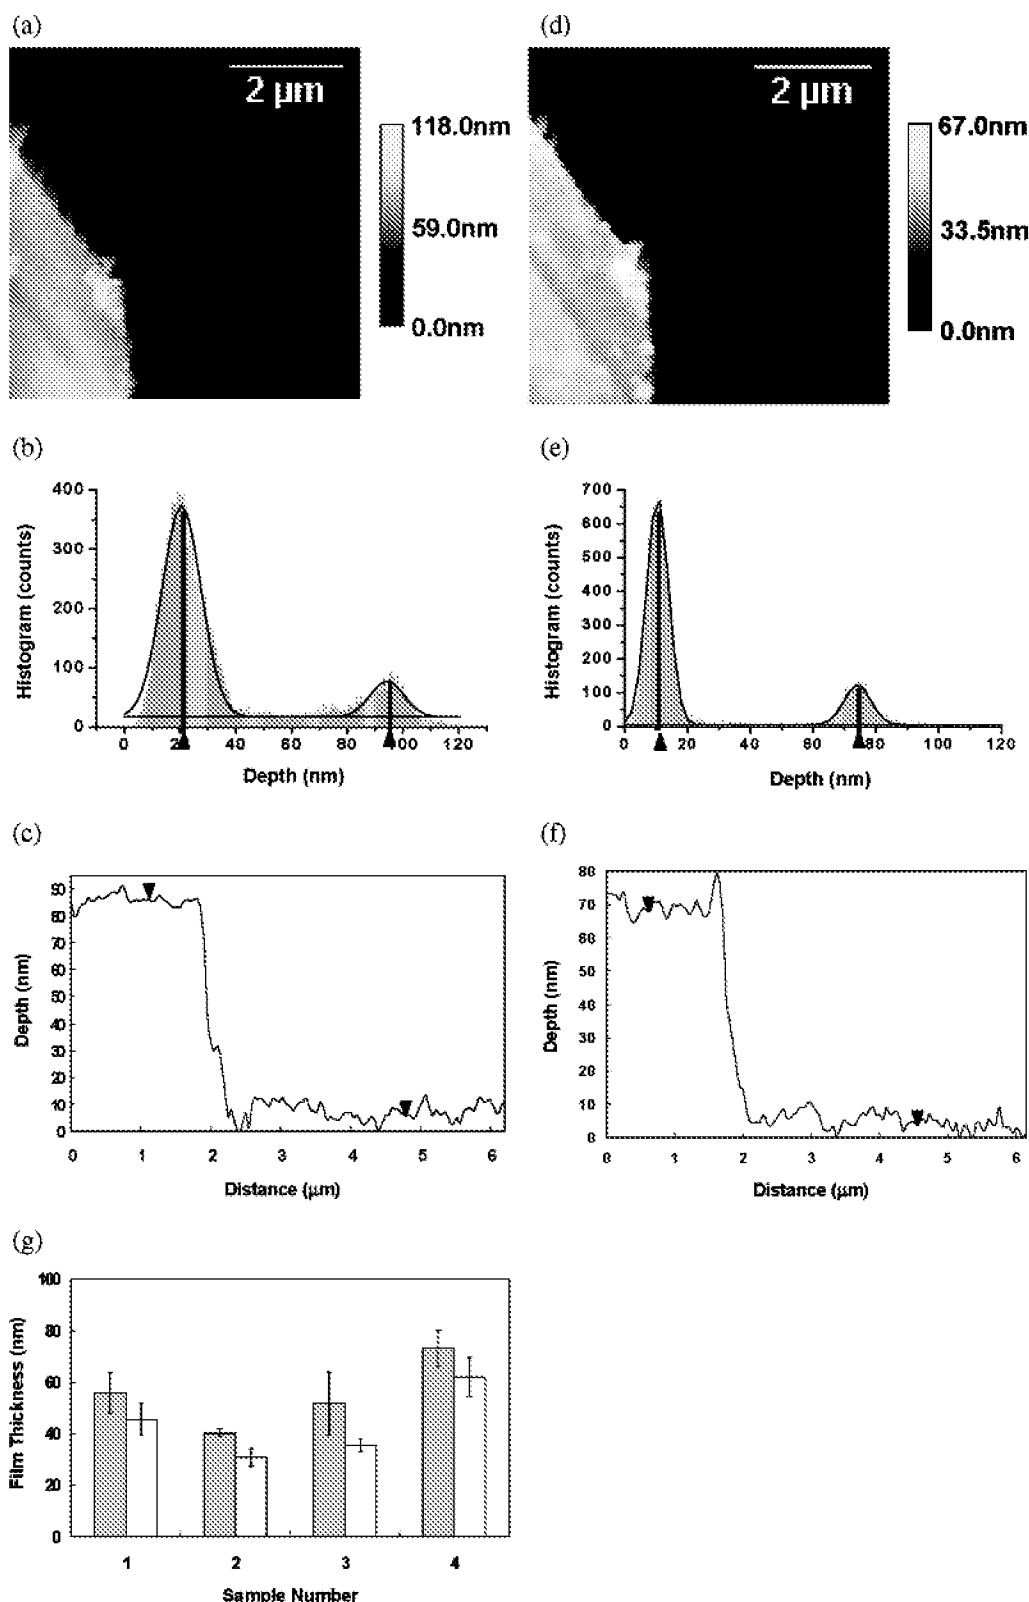 (a)
(d)
2 µm
2 µm
118.0nm
59.0nm
0.0nm
67.0nm
33.5nm
0.0nm
(b)
(e)
Histogram (counts)
400
300
200
100
0
0 20 40 60 80 100 120
Depth (nm)
Histogram (counts)
700
600
500
400
300
200
100
0
0 20 40 60 80 100 120
Depth (nm)
(c)
(f)
Depth (nm)
90
80
70
60
50
40
30
20
10
0
0 1 2 3 4 5 6
Distance (µm)
Depth (nm)
80
70
60
50
40
30
20
10
0
0 1 2 3 4 5 6
Distance (µm)
(g)
Film Thickness (nm)
100
80
60
40
20
0
1 2 3 4
Sample Number